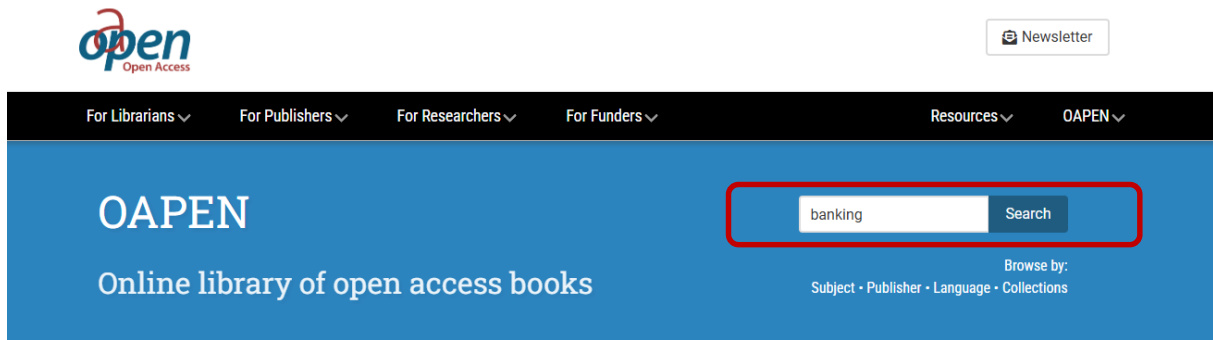 open
Open Access
Newsletter
For Librarians For Publishers For Researchers For Funders Resources OAPEN
OAPEN
banking Search
Online library of open access books
Browse by:
Subject • Publisher • Language • Collections